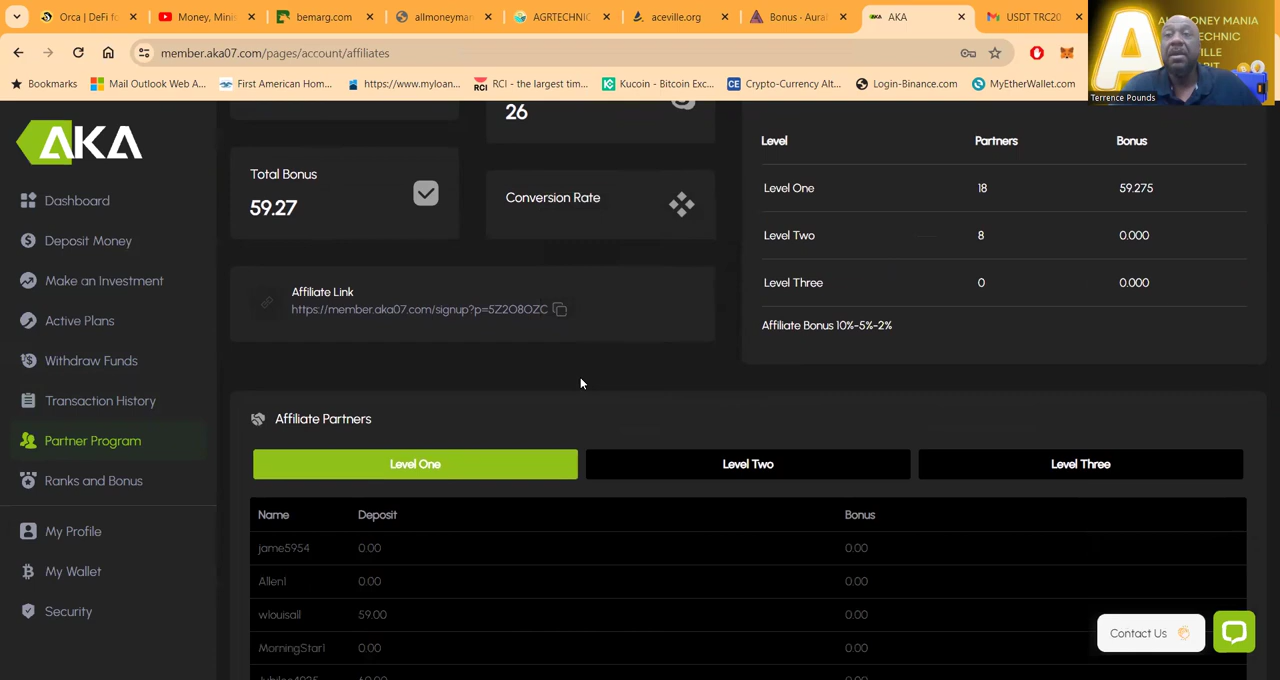 Orca | DeFi fo
Money, Minis
bemarg.com
allmoneyma
AGRTECHNIC
aceville.org
Bonus - Aural
AKA
USDT TRC20
member.aka07.com/pages/account/affiliates
Bookmarks
Mail Outlook Web A...
First American Hom...
https://www.myloan...
RCI - the largest tim...
Kucoin - Bitcoin Exc...
Crypto-Currency Alt...
Login-Binance.com
MyEtherWallet.com
Terrence Pounds
AKA
Dashboard
Deposit Money
Make an Investment
Active Plans
Withdraw Funds
Transaction History
Partner Program
Ranks and Bonus
My Profile
My Wallet
Security
26
Total Bonus
59.27
Conversion Rate
Affiliate Link
https://member.aka07.com/signup?p=5Z2O8OZC
Level Partners Bonus
Level One 18 59.275
Level Two 8 0.000
Level Three 0 0.000
Affiliate Bonus 10%-5%-2%
Affiliate Partners
Level One Level Two Level Three
Name Deposit Bonus
jame5954 0.00 0.00
Allen1 0.00 0.00
wlouisall 59.00 0.00
MorningStar1 0.00 0.00
Contact Us